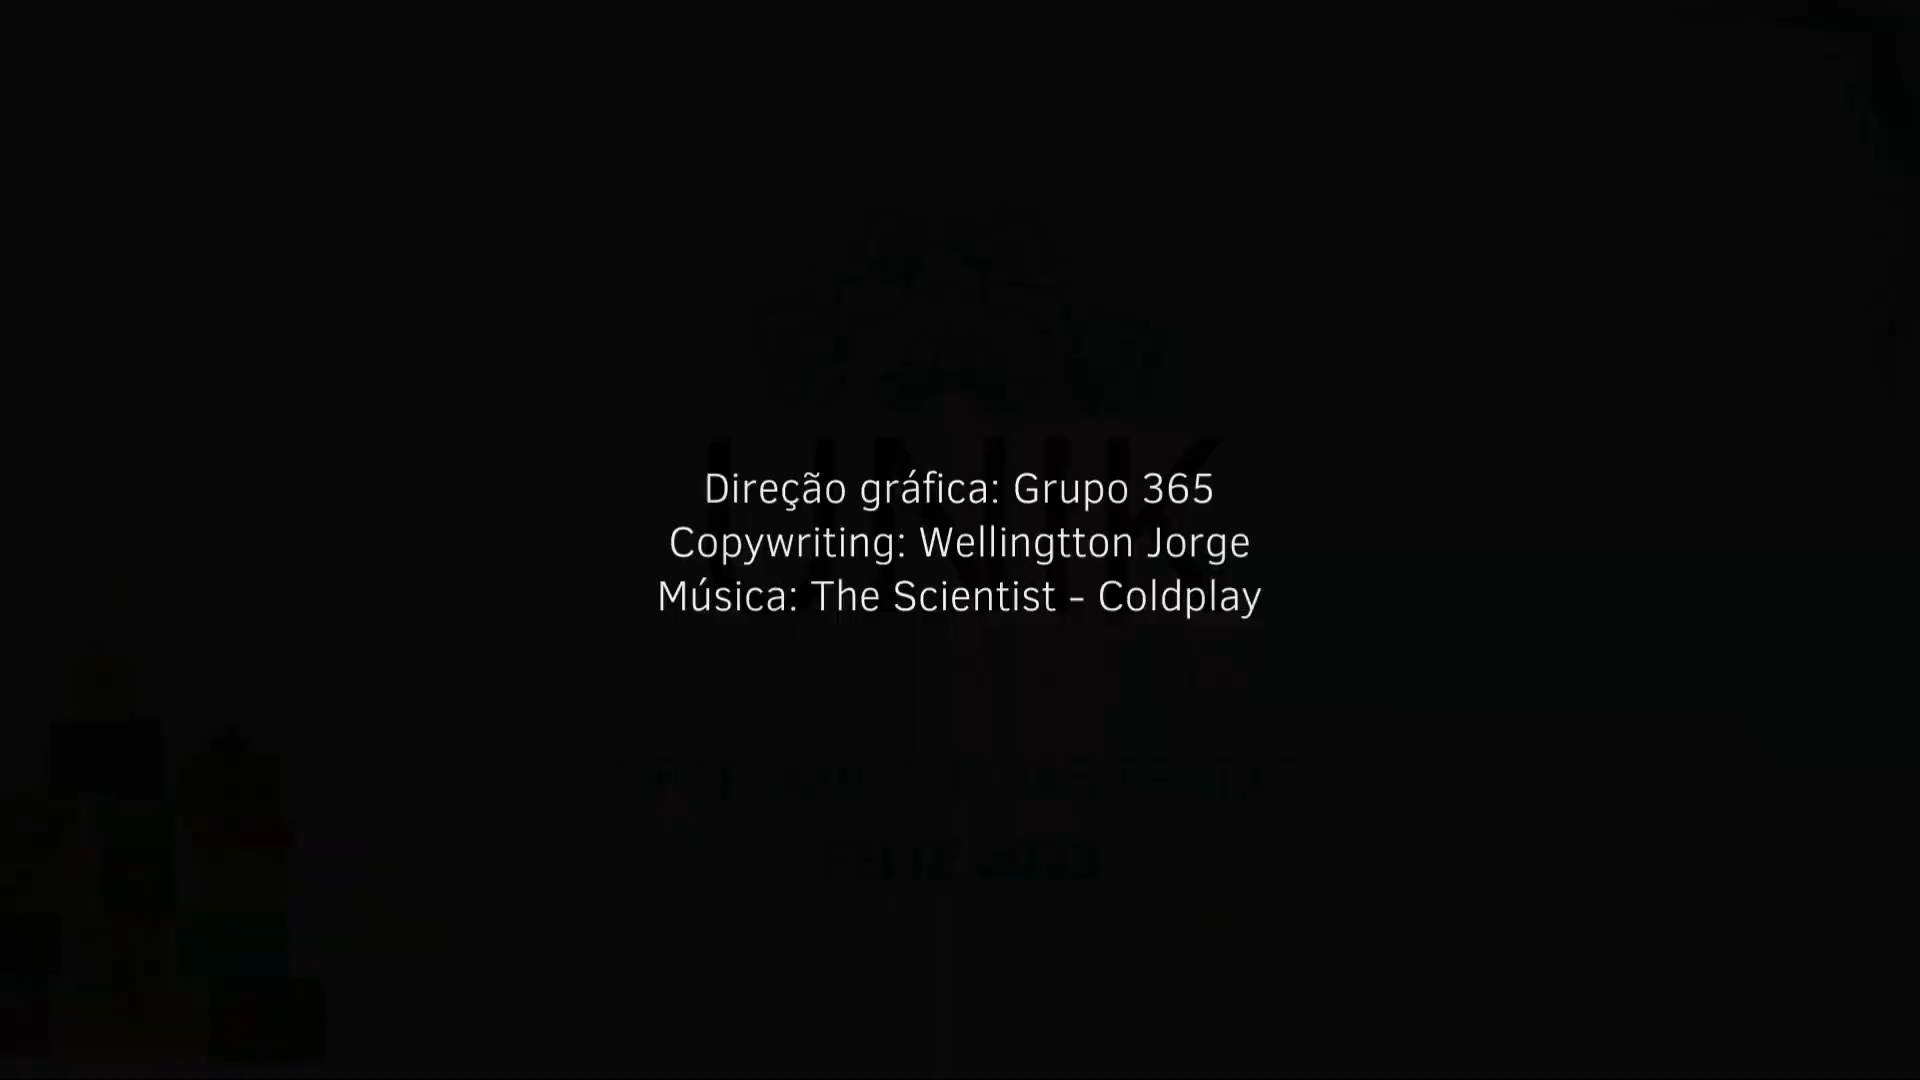 Direção gráfica: Grupo 365
Copywriting: Wellingtton Jorge
Música: The Scientist - Coldplay